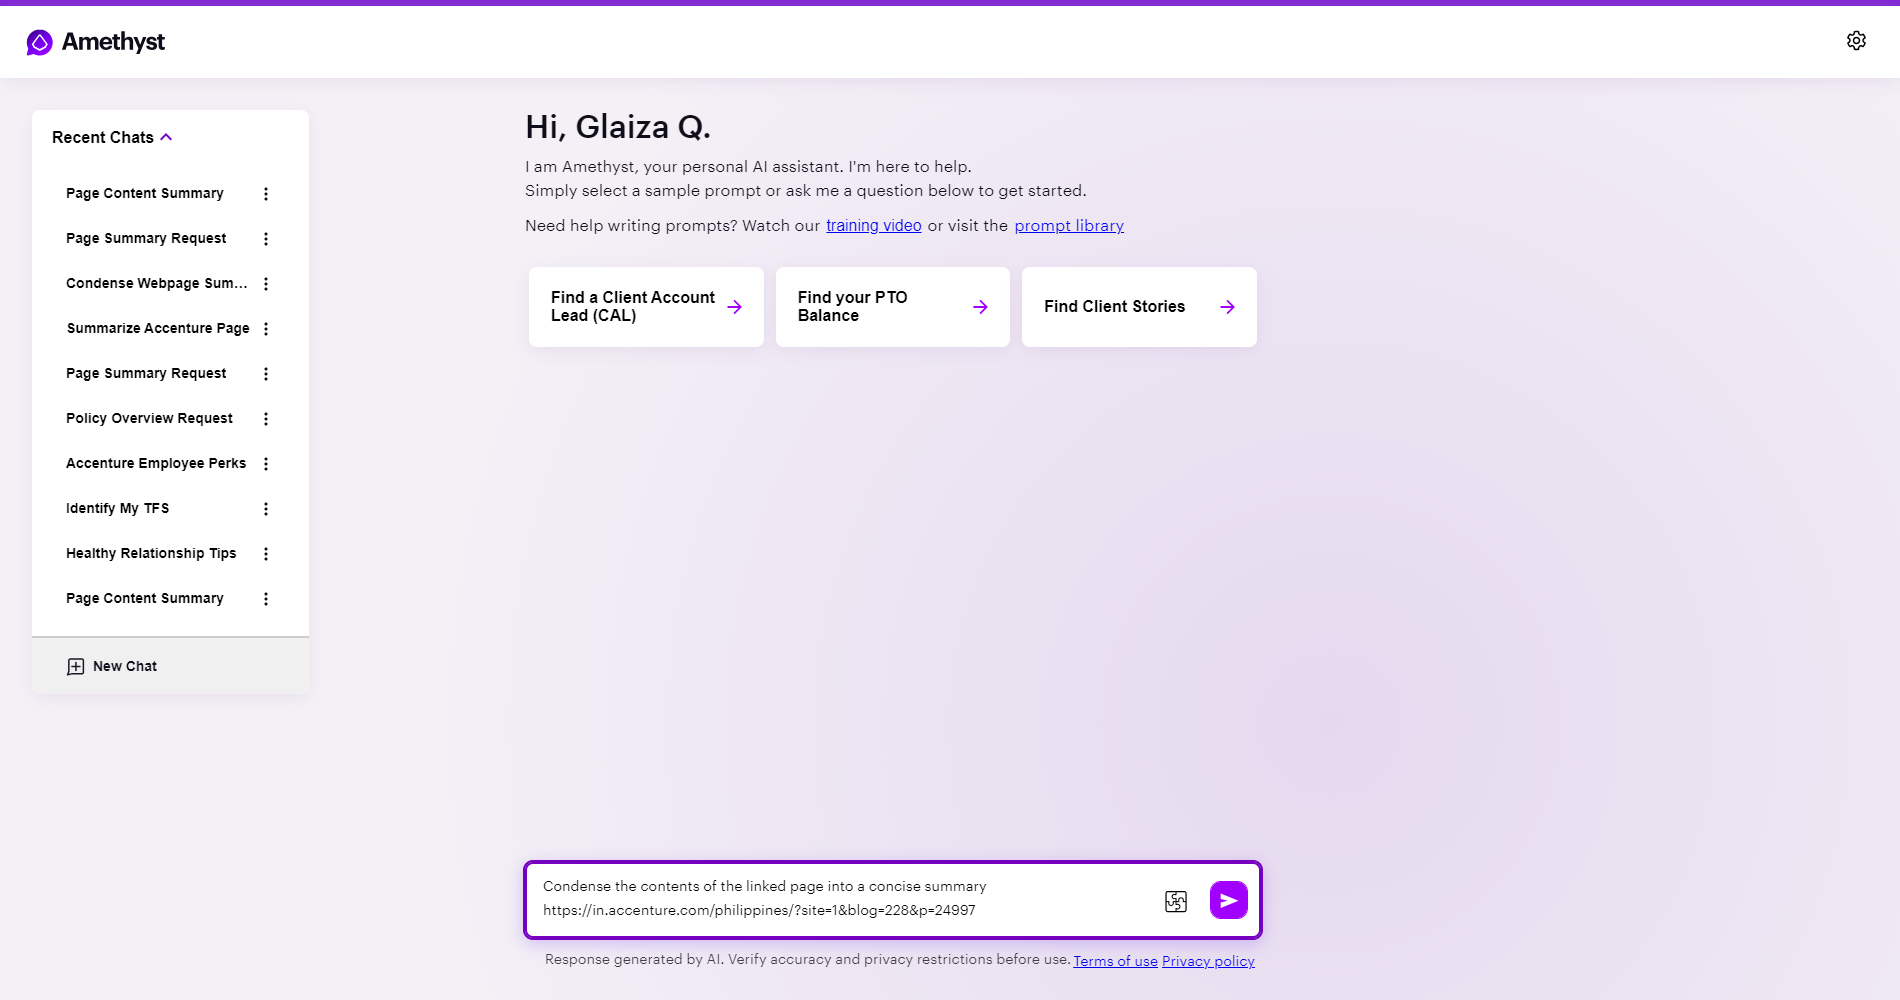 Amethyst
Recent Chats
Page Content Summary
Page Summary Request
Condense Webpage Sum...
Summarize Accenture Page
Page Summary Request
Policy Overview Request
Accenture Employee Perks
Identify My TFS
Healthy Relationship Tips
Page Content Summary
New Chat
Hi, Glaiza Q.
I am Amethyst, your personal AI assistant. I'm here to help.
Simply select a sample prompt or ask me a question below to get started.
Need help writing prompts? Watch our training video or visit the prompt library
Find a Client Account
Lead (CAL)
Find your PTO
Balance
Find Client Stories
Condense the contents of the linked page into a concise summary
https://in.accenture.com/philippines/?site=1&blog=228&p=24997
Response generated by AI. Verify accuracy and privacy restrictions before use. Terms of use Privacy policy